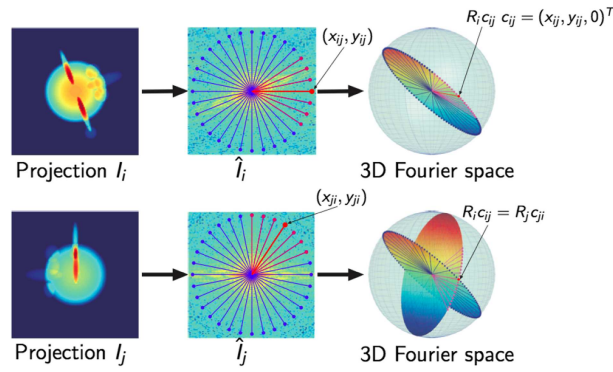 R_i c_ij c_ij = (x_ij, y_ij, 0)^T
(x_ij, y_ij)
Projection I_i
Î_i
3D Fourier space
(x_ji, y_ji)
R_i c_ij = R_j c_ji
Projection I_j
Î_j
3D Fourier space